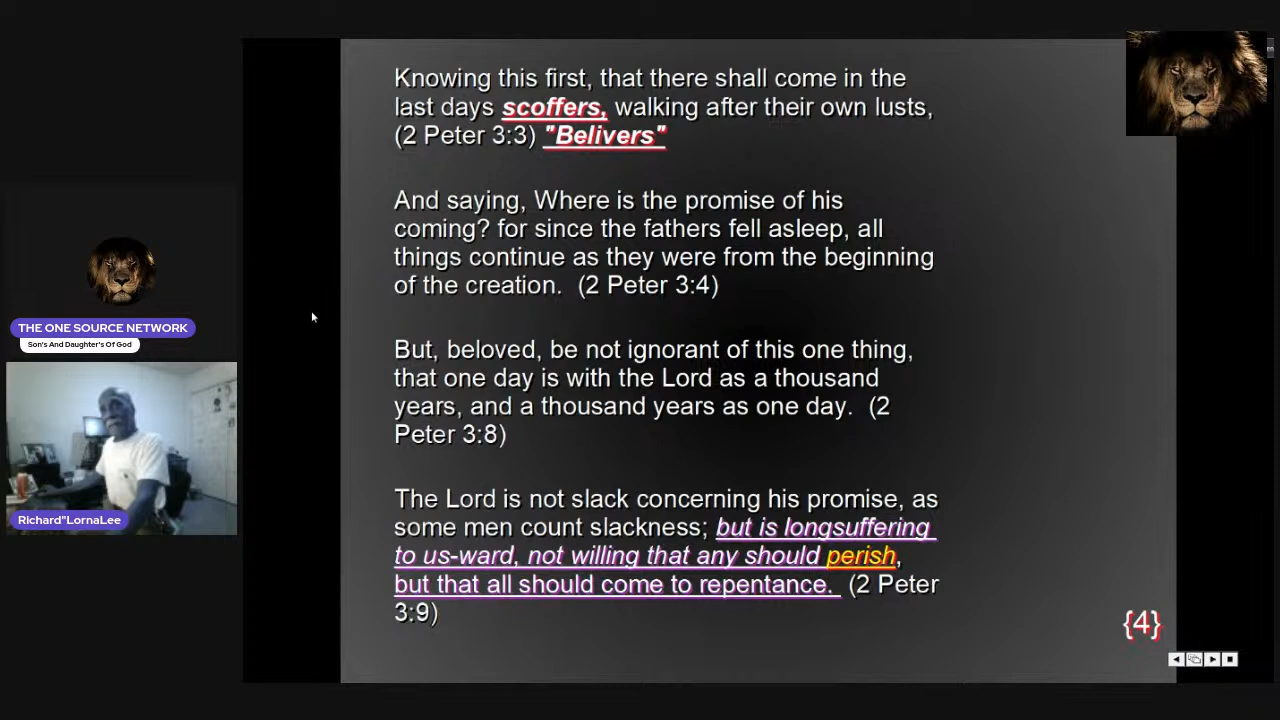 Knowing this first, that there shall come in the
last days scoffers, walking after their own lusts,
(2 Peter 3:3) "Belivers"
And saying, Where is the promise of his
coming? for since the fathers fell asleep, all
things continue as they were from the beginning
of the creation. (2 Peter 3:4)
But, beloved, be not ignorant of this one thing,
that one day is with the Lord as a thousand
years, and a thousand years as one day. (2
Peter 3:8)
The Lord is not slack concerning his promise, as
some men count slackness; but is longsuffering
to us-ward, not willing that any should perish,
but that all should come to repentance. (2 Peter
3:9)
{4}
THE ONE SOURCE NETWORK
Son's And Daughter's Of God
Richard"LornaLee